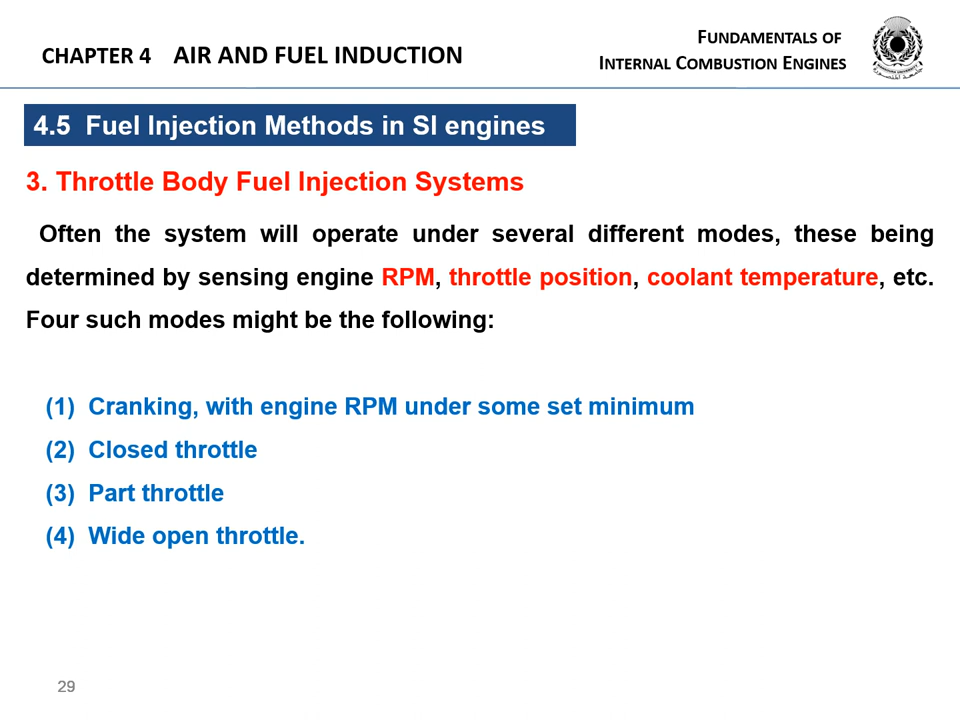 CHAPTER 4 AIR AND FUEL INDUCTION
FUNDAMENTALS OF
INTERNAL COMBUSTION ENGINES
4.5 Fuel Injection Methods in SI engines
3. Throttle Body Fuel Injection Systems
Often the system will operate under several different modes, these being
determined by sensing engine RPM, throttle position, coolant temperature, etc.
Four such modes might be the following:
(1) Cranking, with engine RPM under some set minimum
(2) Closed throttle
(3) Part throttle
(4) Wide open throttle.
29